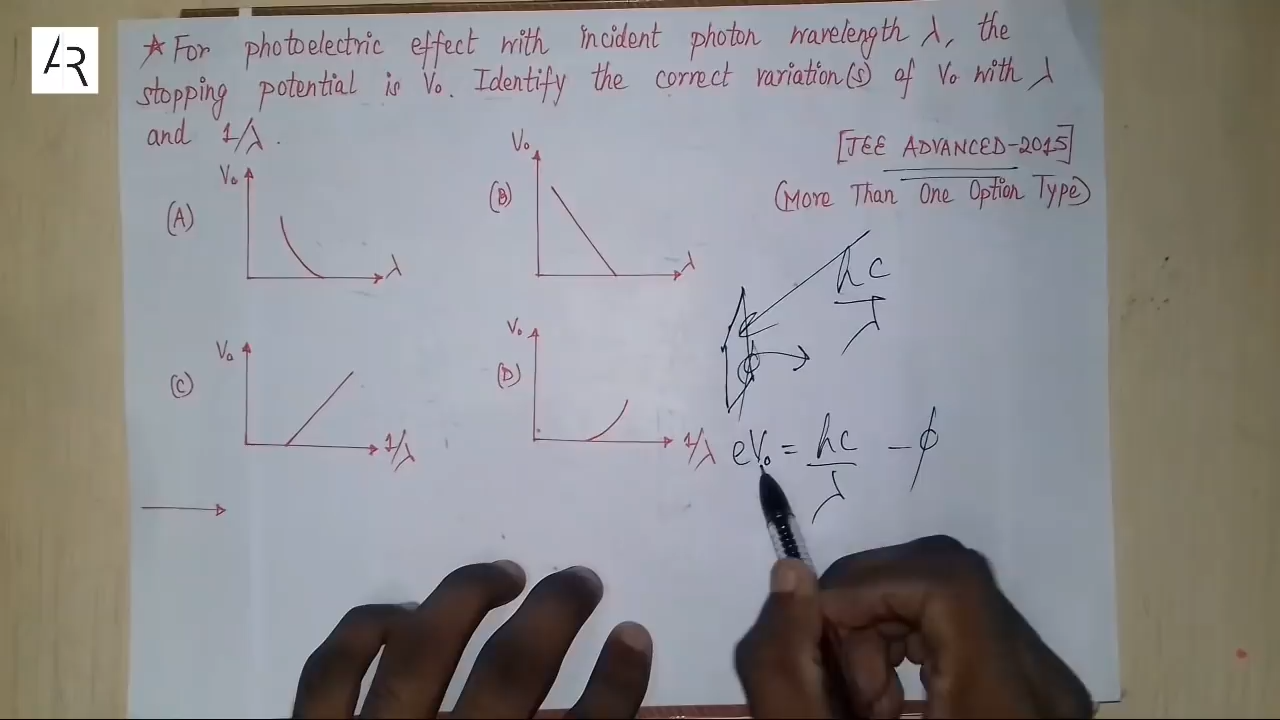 AR
★ For photoelectric effect with incident photon wavelength λ, the
stopping potential is V₀. Identify the correct variation(s) of V₀ with λ
and 1/λ.
[JEE ADVANCED-2015]
(More Than One Option Type)
(A)
V₀
λ
(B)
V₀
λ
hc/λ
ϕ
(C)
V₀
1/λ
(D)
V₀
1/λ
eV₀ = hc/λ - ϕ